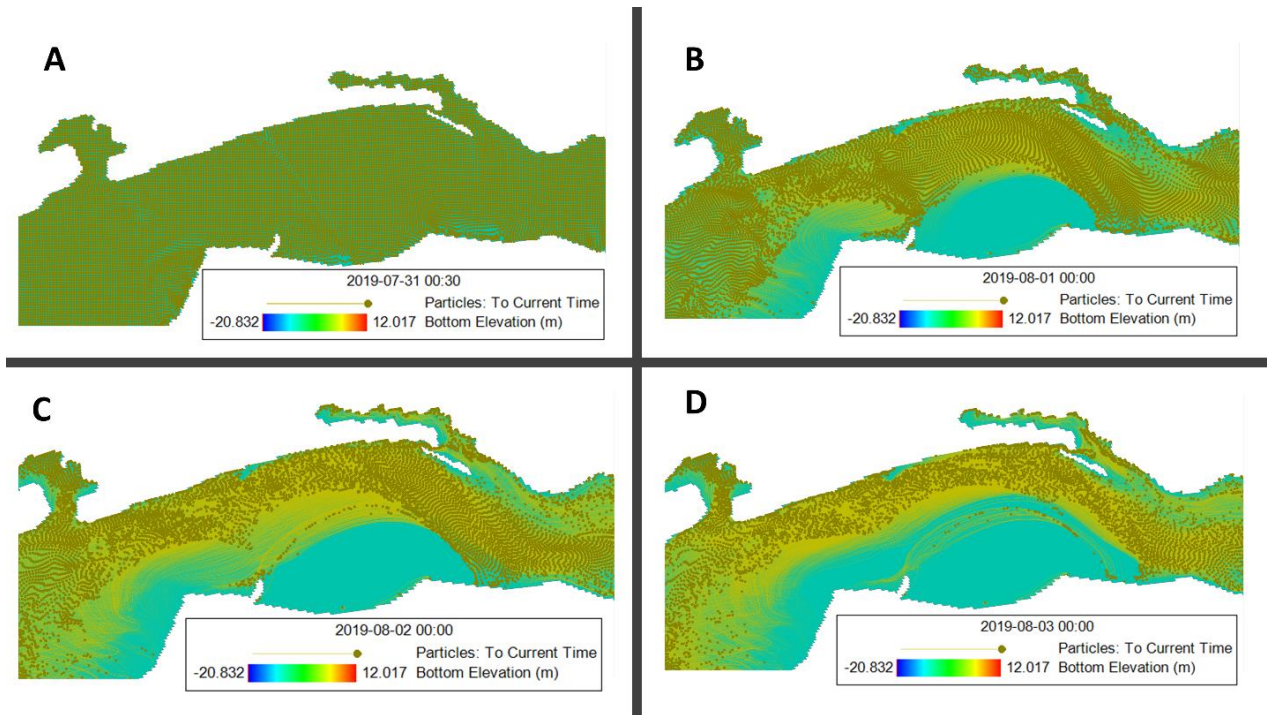 A
2019-07-31 00:30
Particles: To Current Time
-20.832 12.017 Bottom Elevation (m)
B
2019-08-01 00:00
Particles: To Current Time
-20.832 12.017 Bottom Elevation (m)
C
2019-08-02 00:00
Particles: To Current Time
-20.832 12.017 Bottom Elevation (m)
D
2019-08-03 00:00
Particles: To Current Time
-20.832 12.017 Bottom Elevation (m)